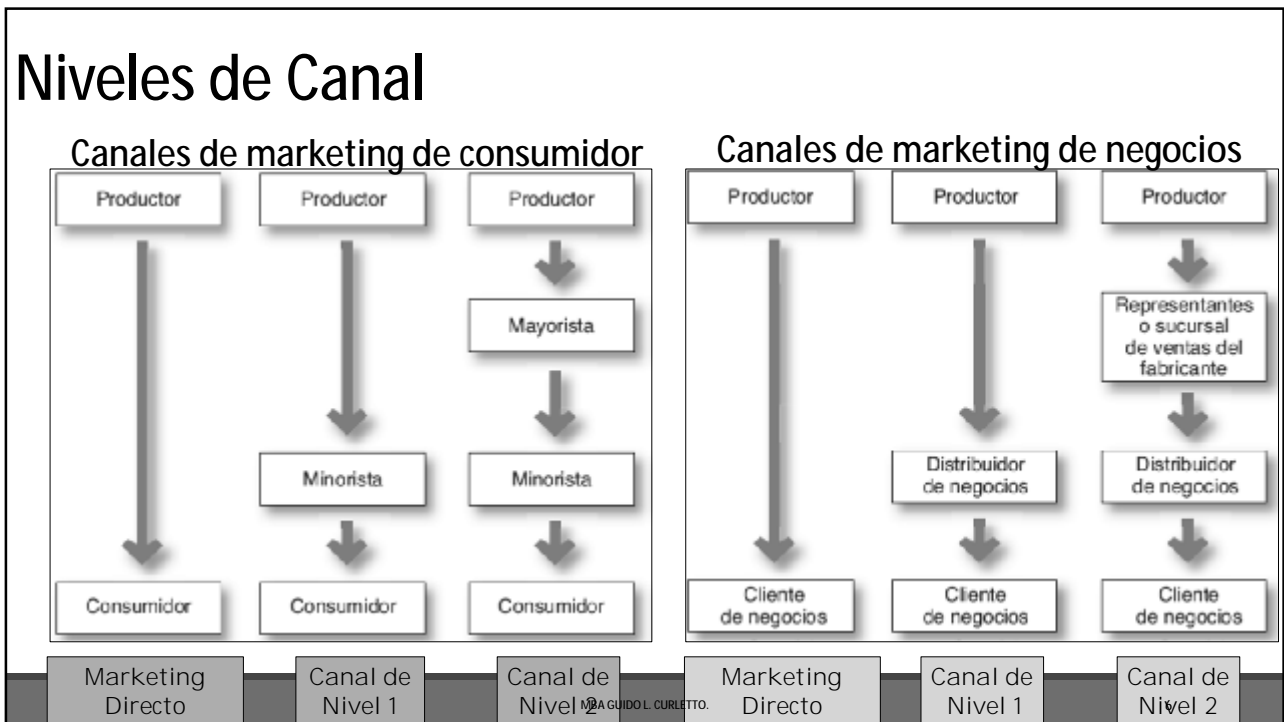 Niveles de Canal
Canales de marketing de consumidor
Productor
Productor
Productor
Mayorista
Minorista
Minorista
Consumidor
Consumidor
Consumidor
Marketing
Directo
Canal de
Nivel 1
Canal de
Nivel 2
Canales de marketing de negocios
Productor
Productor
Productor
Representantes
o sucursal
de ventas del
fabricante
Distribuidor
de negocios
Distribuidor
de negocios
Cliente
de negocios
Cliente
de negocios
Cliente
de negocios
Marketing
Directo
Canal de
Nivel 1
Canal de
Nivel 2
MBA GUIDO L. CURLETTO.
6